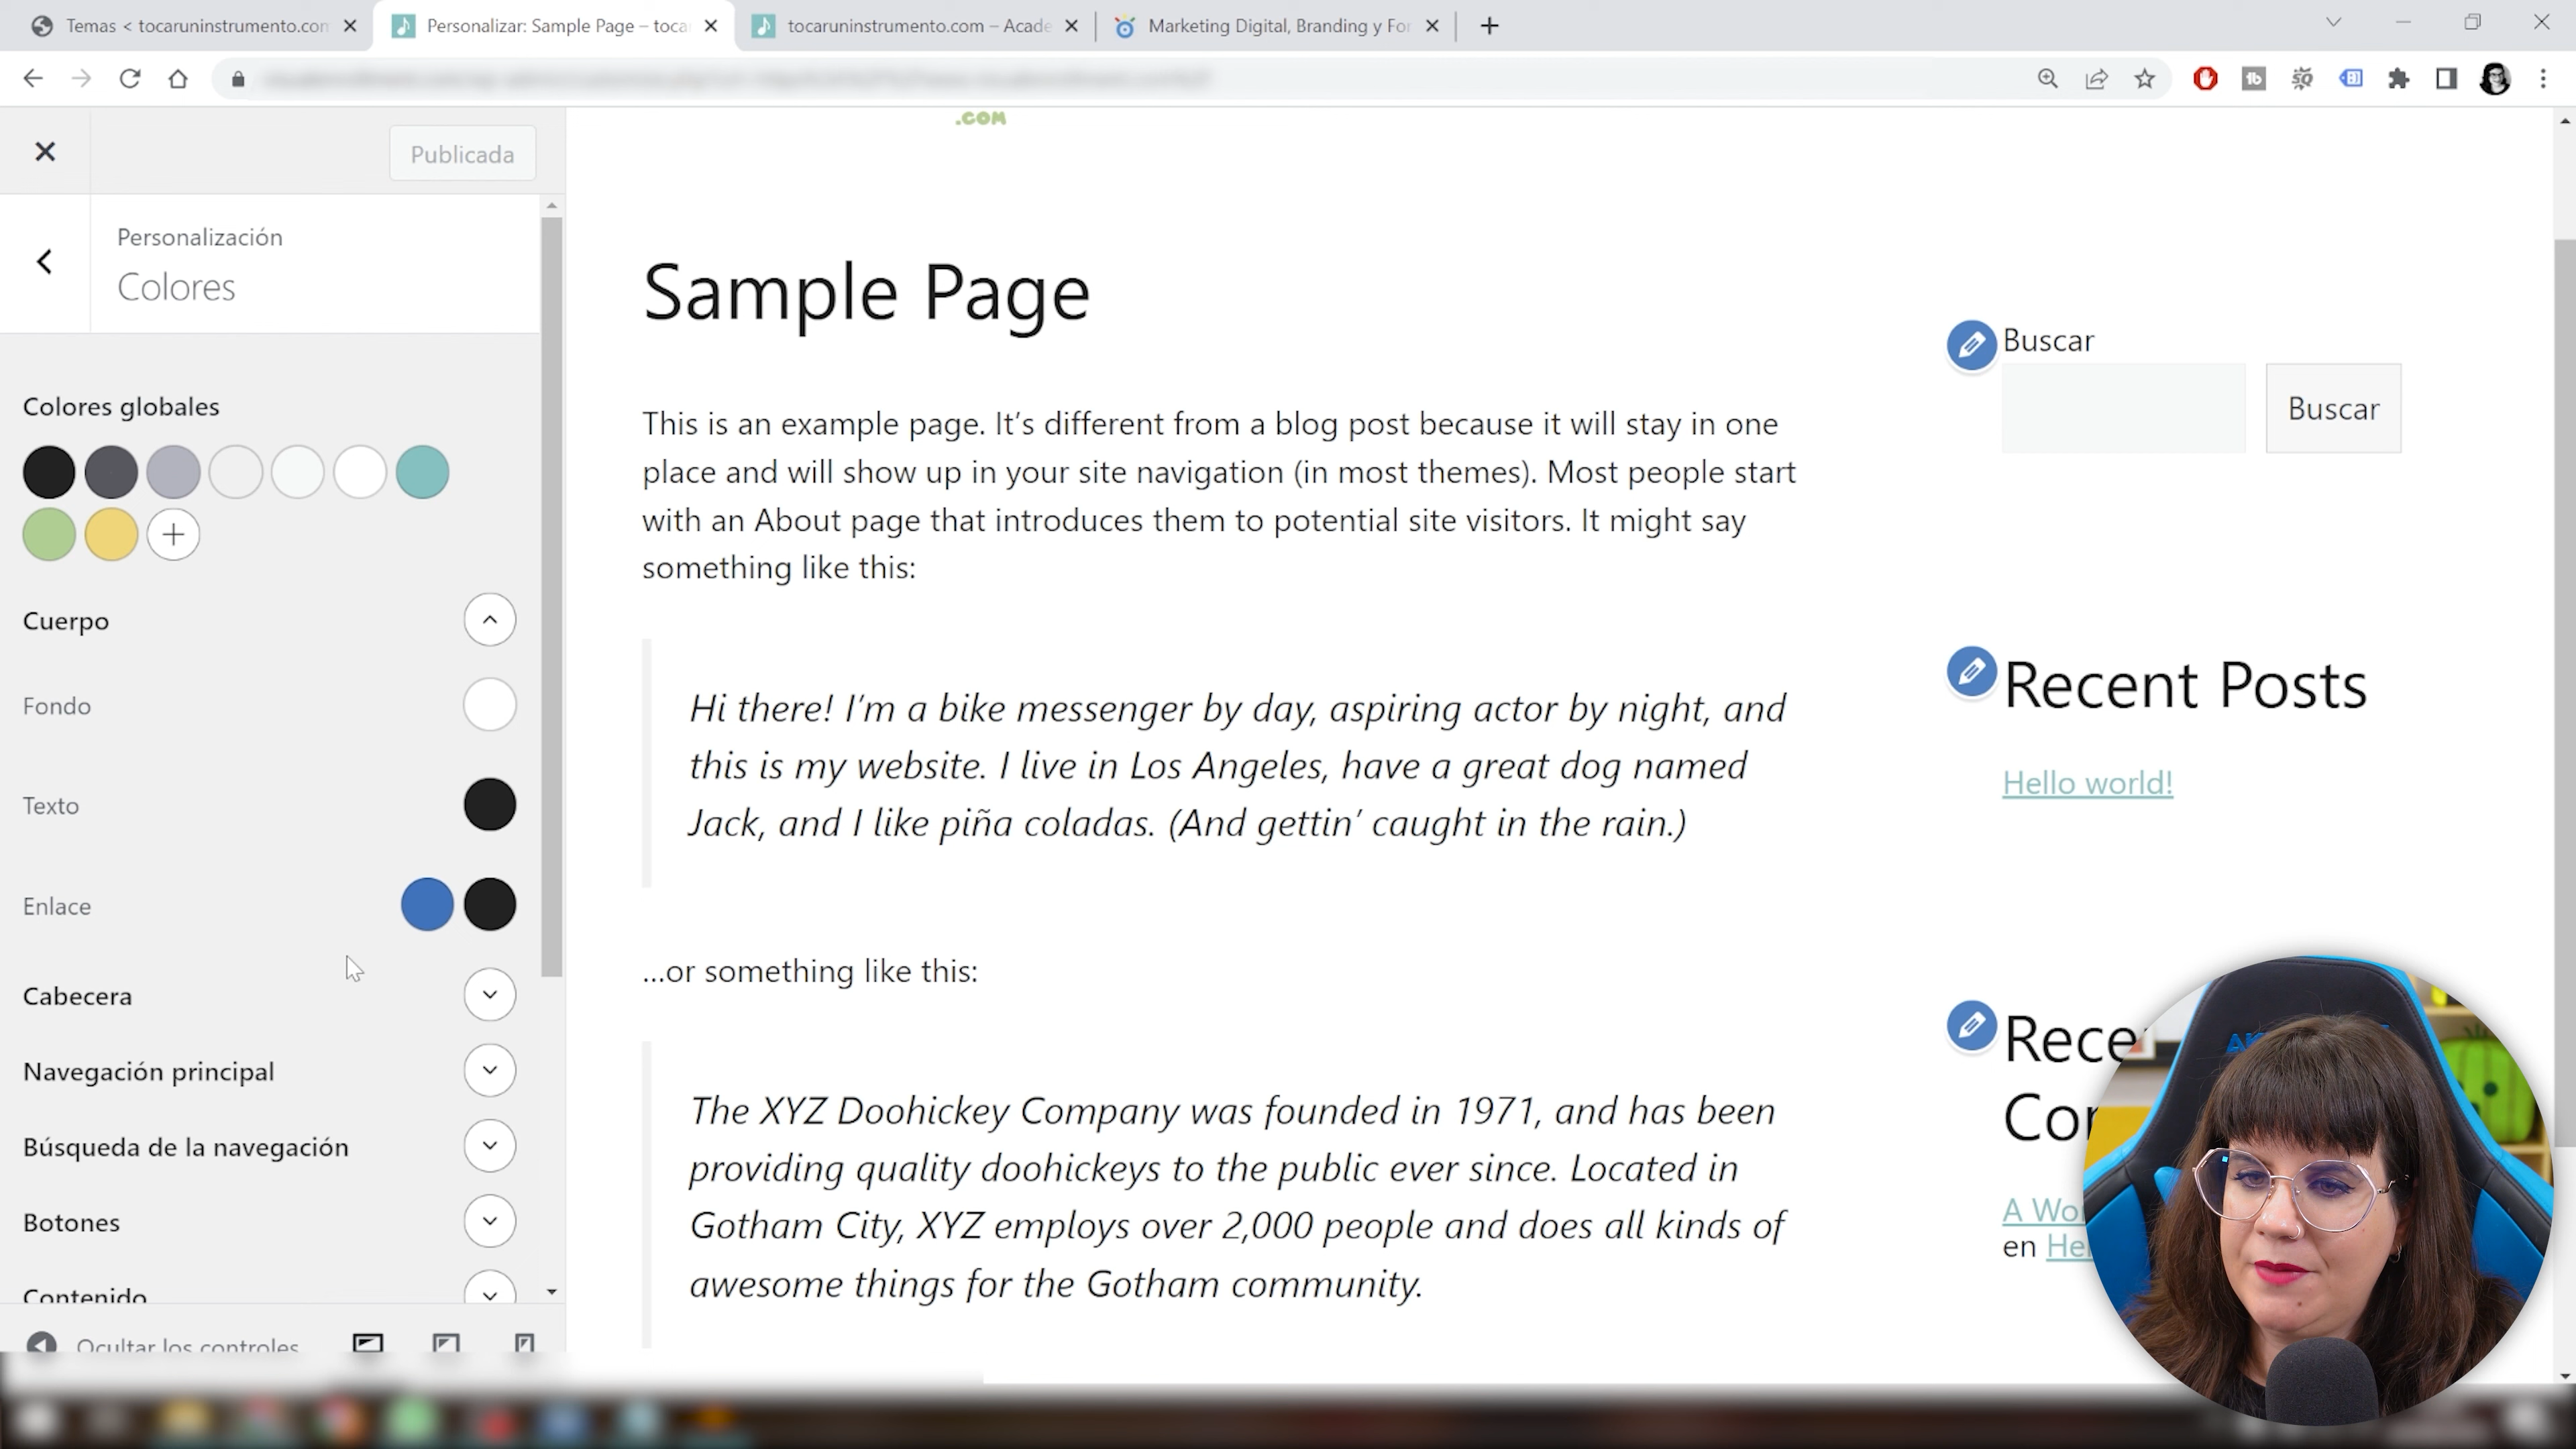 Temas < tocaruninstrumento.com
Personalizar: Sample Page – toca
tocaruninstrumento.com – Acade
Marketing Digital, Branding y For
.COM
Publicada
Personalización
Colores
Colores globales
Cuerpo
Fondo
Texto
Enlace
Cabecera
Navegación principal
Búsqueda de la navegación
Botones
Contenido
Ocultar los controles
Sample Page
This is an example page. It’s different from a blog post because it will stay in one
place and will show up in your site navigation (in most themes). Most people start
with an About page that introduces them to potential site visitors. It might say
something like this:
Hi there! I’m a bike messenger by day, aspiring actor by night, and
this is my website. I live in Los Angeles, have a great dog named
Jack, and I like piña coladas. (And gettin’ caught in the rain.)
…or something like this:
The XYZ Doohickey Company was founded in 1971, and has been
providing quality doohickeys to the public ever since. Located in
Gotham City, XYZ employs over 2,000 people and does all kinds of
awesome things for the Gotham community.
Buscar
Buscar
Recent Posts
Hello world!
Rece
Co
A Wo
en He